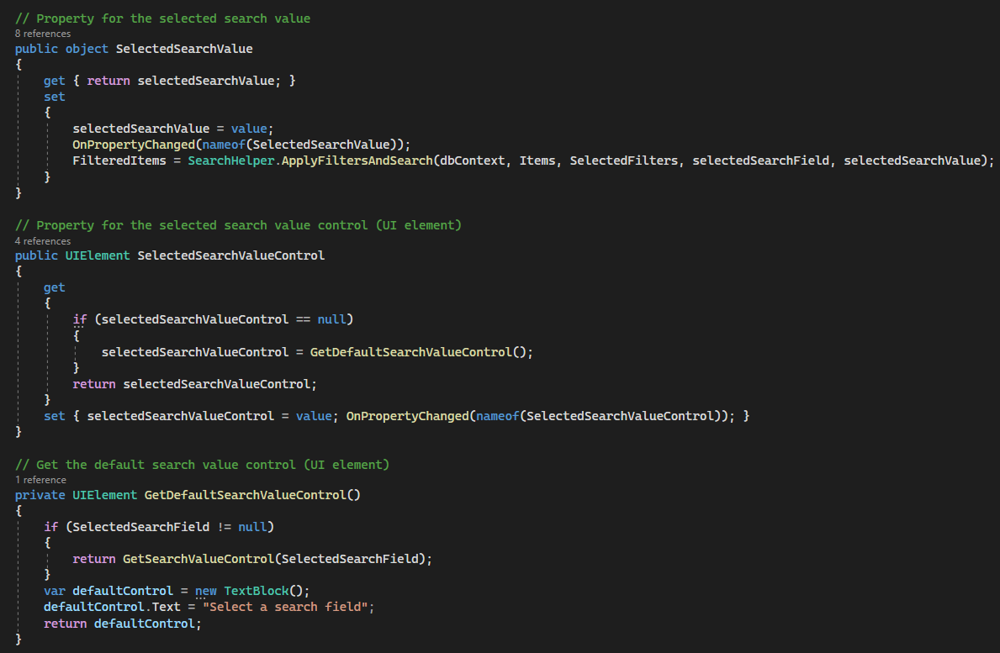 // Property for the selected search value
8 references
public object SelectedSearchValue
{
    get { return selectedSearchValue; }
    set
    {
        selectedSearchValue = value;
        OnPropertyChanged(nameof(SelectedSearchValue));
        FilteredItems = SearchHelper.ApplyFiltersAndSearch(dbContext, Items, SelectedFilters, selectedSearchField, selectedSearchValue);
    }
}

// Property for the selected search value control (UI element)
4 references
public UIElement SelectedSearchValueControl
{
    get
    {
        if (selectedSearchValueControl == null)
        {
            selectedSearchValueControl = GetDefaultSearchValueControl();
        }
        return selectedSearchValueControl;
    }
    set { selectedSearchValueControl = value; OnPropertyChanged(nameof(SelectedSearchValueControl)); }
}

// Get the default search value control (UI element)
1 reference
private UIElement GetDefaultSearchValueControl()
{
    if (SelectedSearchField != null)
    {
        return GetSearchValueControl(SelectedSearchField);
    }
    var defaultControl = new TextBlock();
    defaultControl.Text = "Select a search field";
    return defaultControl;
}